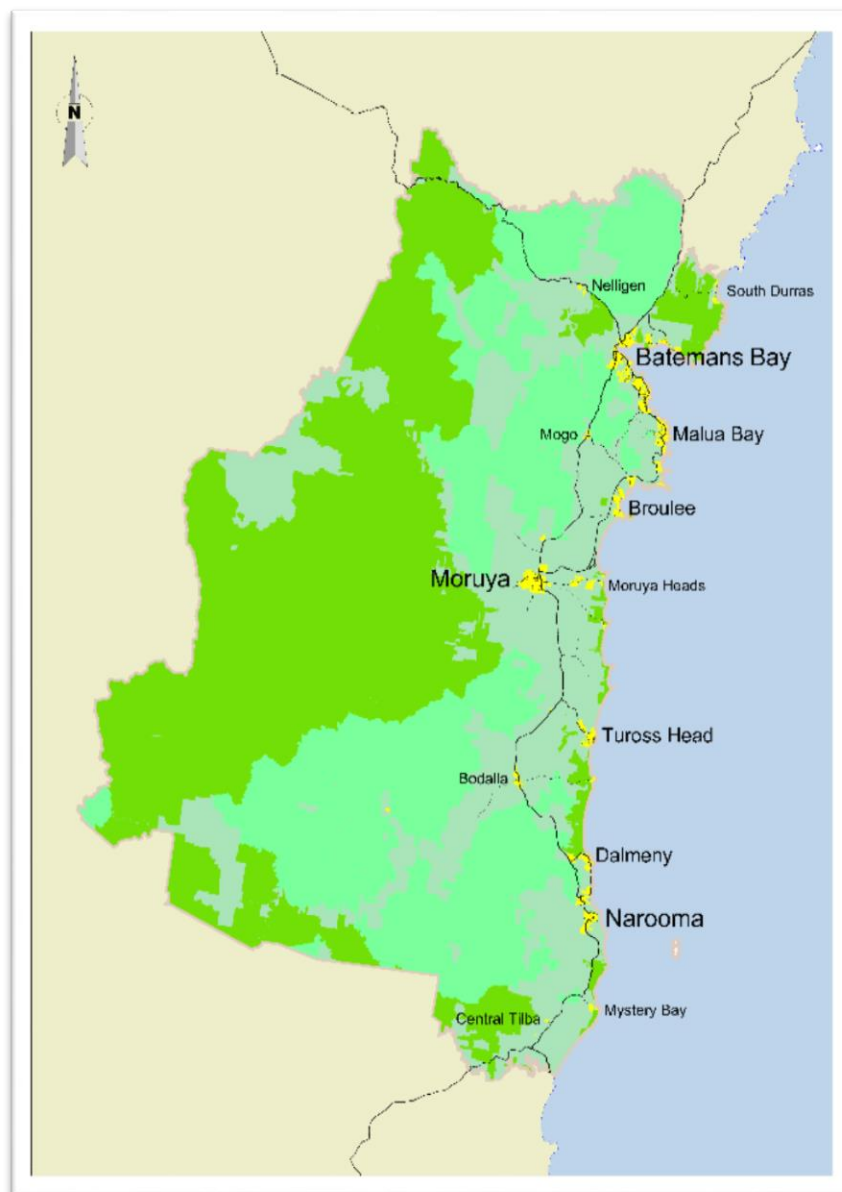 N
Nelligen
South Durras
Batemans Bay
Mogo
Malua Bay
Broulee
Moruya
Moruya Heads
Tuross Head
Bodalla
Dalmeny
Narooma
Mystery Bay
Central Tilba